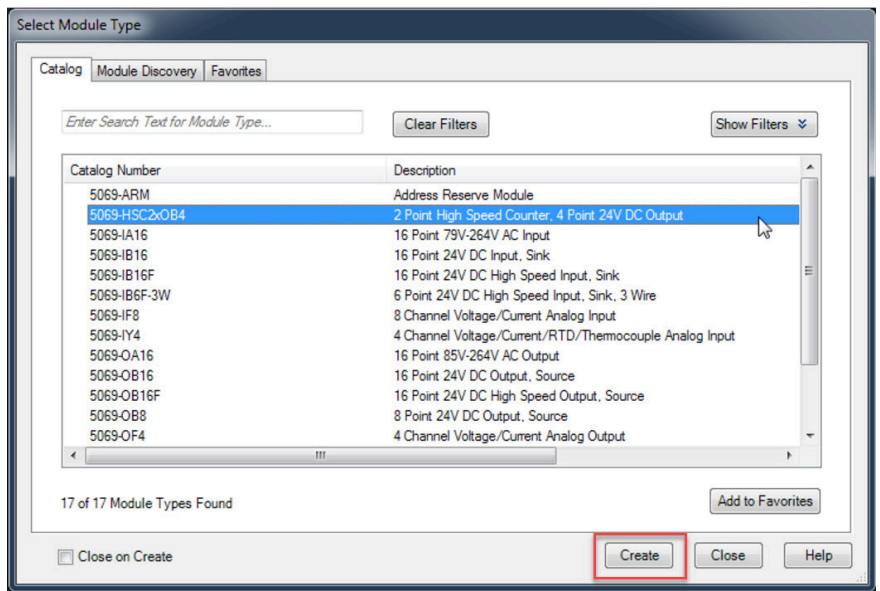 Select Module Type
Catalog Module Discovery Favorites
Enter Search Text for Module Type... Clear Filters Show Filters
Catalog Number Description
5069-ARM Address Reserve Module
5069-HSC2xOB4 2 Point High Speed Counter, 4 Point 24V DC Output
5069-IA16 16 Point 79V-264V AC Input
5069-IB16 16 Point 24V DC Input, Sink
5069-IB16F 16 Point 24V DC High Speed Input, Sink
5069-IB6F-3W 6 Point 24V DC High Speed Input, Sink, 3 Wire
5069-IF8 8 Channel Voltage/Current Analog Input
5069-IY4 4 Channel Voltage/Current/RTD/Thermocouple Analog Input
5069-OA16 16 Point 85V-264V AC Output
5069-OB16 16 Point 24V DC Output, Source
5069-OB16F 16 Point 24V DC High Speed Output, Source
5069-OB8 8 Point 24V DC Output, Source
5069-OF4 4 Channel Voltage/Current Analog Output
17 of 17 Module Types Found Add to Favorites
Close on Create Create Close Help